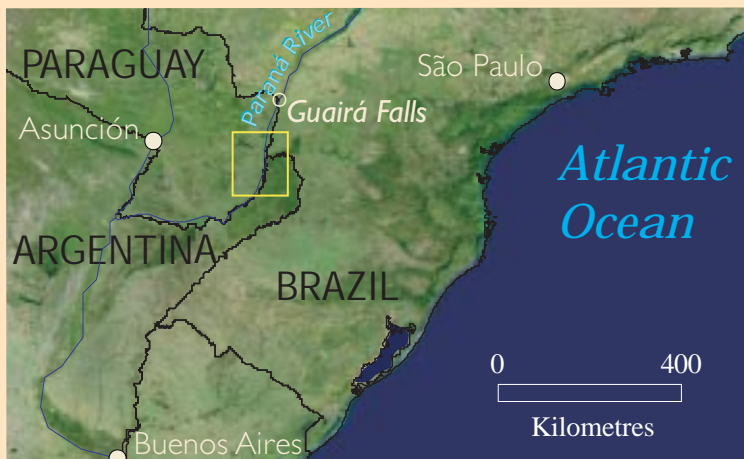 PARAGUAY
Paraná River
São Paulo
Guairá Falls
Asunción
Atlantic
Ocean
ARGENTINA
BRAZIL
0 400
Kilometres
Buenos Aires